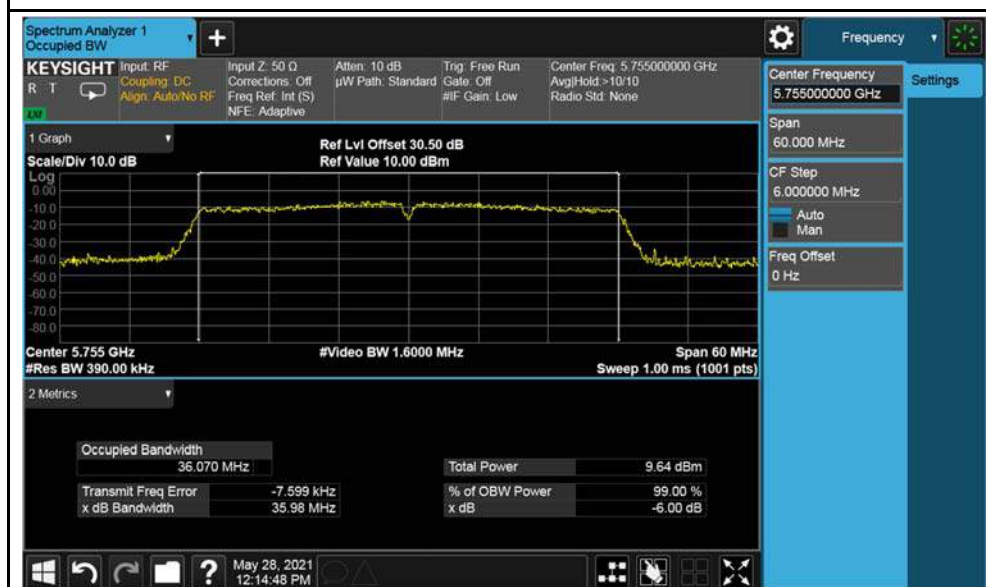 Spectrum Analyzer 1
Occupied BW
+
Frequency
KEYSIGHT
R T
Input: RF
Coupling: DC
Align: Auto/No RF
Input Z: 50 Ω
Corrections: Off
Freq Ref: Int (S)
NFE: Adaptive
Atten: 10 dB
µW Path: Standard
Trig: Free Run
Gate: Off
#IF Gain: Low
Center Freq: 5.755000000 GHz
Avg|Hold:>10/10
Radio Std: None
Center Frequency
5.755000000 GHz
Settings
Span
60.000 MHz
CF Step
6.000000 MHz
Auto
Man
Freq Offset
0 Hz
1 Graph
Scale/Div 10.0 dB
Ref Lvl Offset 30.50 dB
Ref Value 10.00 dBm
Log
0.00
-10.0
-20.0
-30.0
-40.0
-50.0
-60.0
-70.0
-80.0
Center 5.755 GHz
#Video BW 1.6000 MHz
Span 60 MHz
#Res BW 390.00 kHz
Sweep 1.00 ms (1001 pts)
2 Metrics
Occupied Bandwidth
36.070 MHz
Total Power 9.64 dBm
Transmit Freq Error -7.599 kHz
% of OBW Power 99.00 %
x dB Bandwidth 35.98 MHz
x dB -6.00 dB
?
May 28, 2021
12:14:48 PM